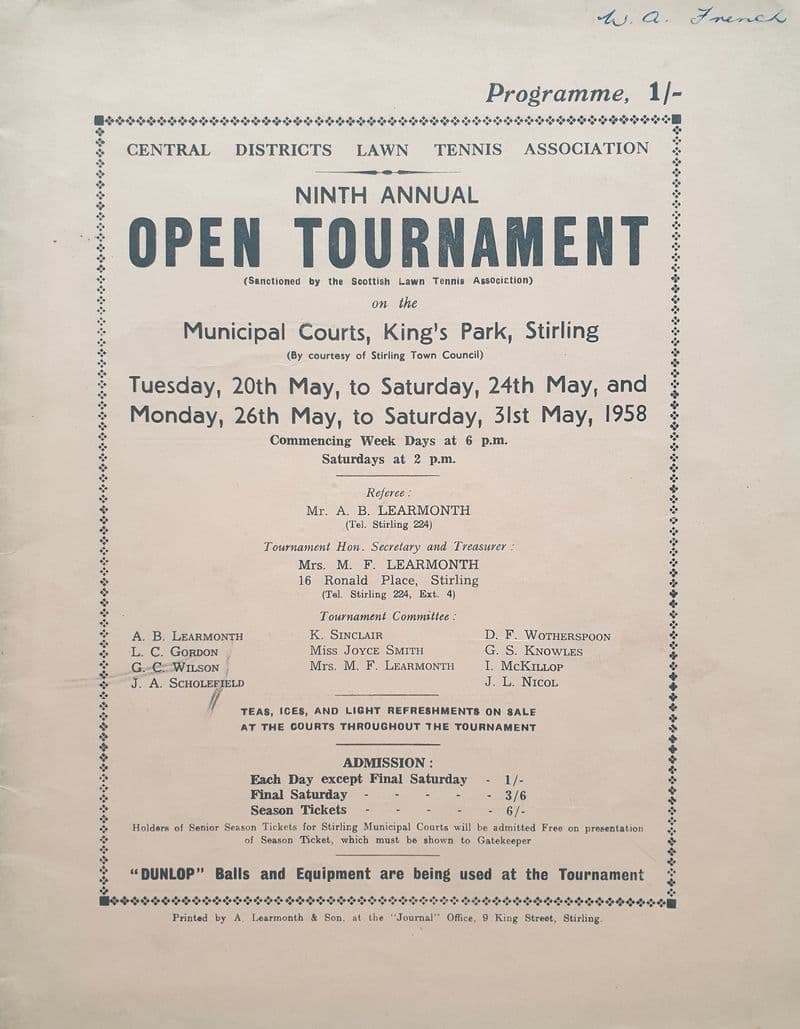 W. A. French
Programme, 1/-
CENTRAL DISTRICTS LAWN TENNIS ASSOCIATION
NINTH ANNUAL
OPEN TOURNAMENT
(Sanctioned by the Scottish Lawn Tennis Association)
on the
Municipal Courts, King's Park, Stirling
(By courtesy of Stirling Town Council)
Tuesday, 20th May, to Saturday, 24th May, and
Monday, 26th May, to Saturday, 31st May, 1958
Commencing Week Days at 6 p.m.
Saturdays at 2 p.m.
Referee :
Mr. A. B. LEARMONTH
(Tel. Stirling 224)
Tournament Hon. Secretary and Treasurer :
Mrs. M. F. LEARMONTH
16 Ronald Place, Stirling
(Tel. Stirling 224, Ext. 4)
Tournament Committee :
A. B. LEARMONTH K. SINCLAIR D. F. WOTHERSPOON
L. C. GORDON Miss JOYCE SMITH G. S. KNOWLES
G. C. WILSON Mrs. M. F. LEARMONTH I. MCKILLOP
J. A. SCHOLEFIELD J. L. NICOL
TEAS, ICES, AND LIGHT REFRESHMENTS ON SALE
AT THE COURTS THROUGHOUT THE TOURNAMENT
ADMISSION :
Each Day except Final Saturday - 1/-
Final Saturday - - - - - 3/6
Season Tickets - - - - - 6/-
Holders of Senior Season Tickets for Stirling Municipal Courts will be admitted Free on presentation
of Season Ticket, which must be shown to Gatekeeper
"DUNLOP" Balls and Equipment are being used at the Tournament
Printed by A. Learmonth & Son, at the "Journal" Office, 9 King Street, Stirling.